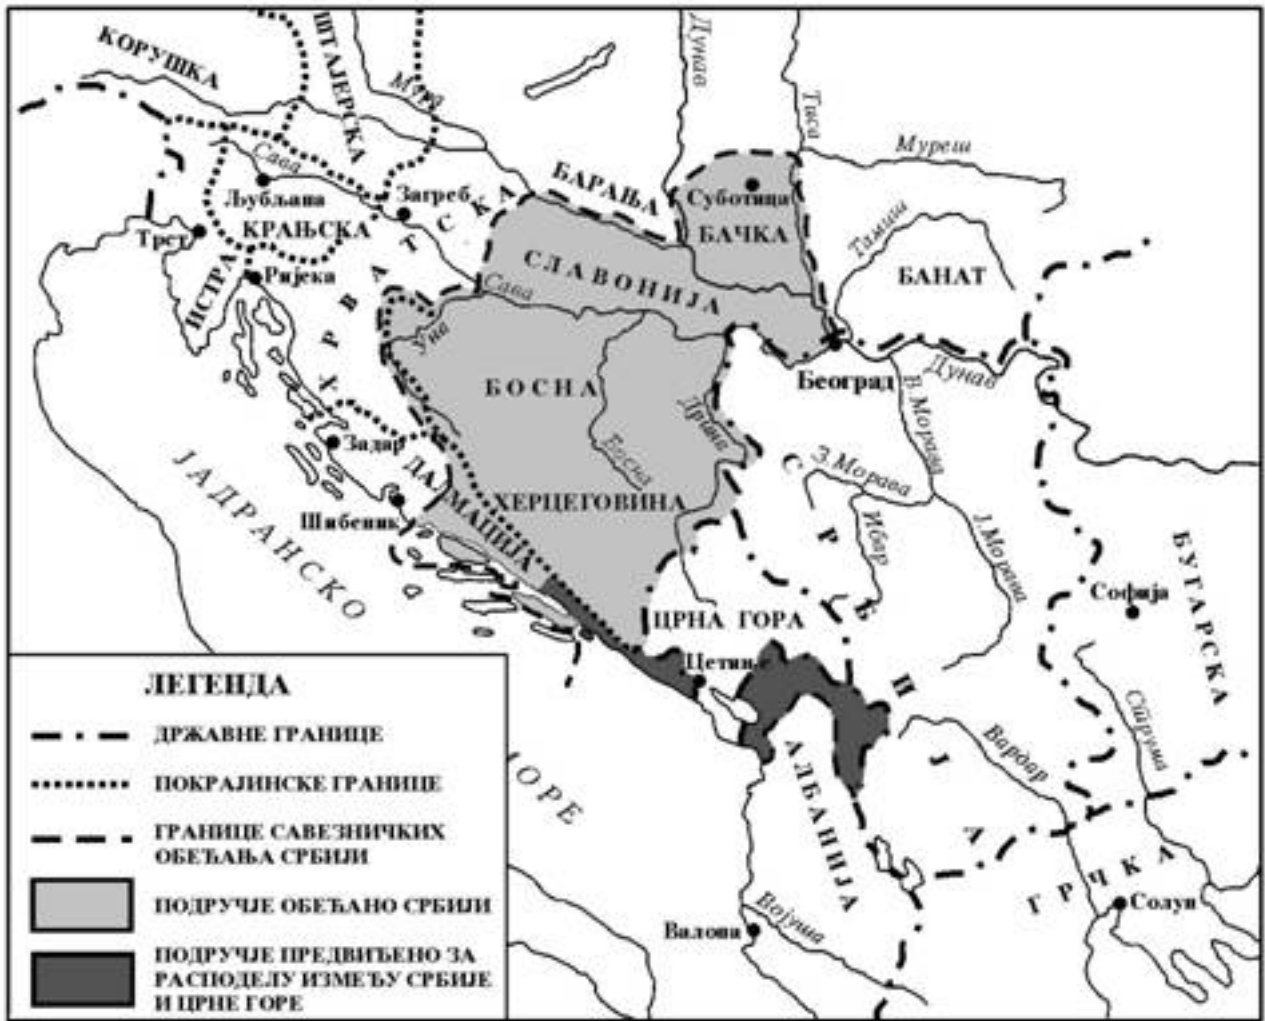 КОРУШКА
ШТАЈЕРСКА
Мура
Дунав
Тиса
Муреш
Сава
Љубљана
Загреб
БАРАЊА
Суботица
БАЧКА
Тамиш
БАНАТ
Трст
КРАЊСКА
ХРВАТСКА
СЛАВОНИЈА
ИСТРА
Ријека
Сава
Уна
БОСНА
Београд
Дунав
В.Морава
Дрина
Босна
Задар
ДАЛМАЦИЈА
ХЕРЦЕГОВИНА
З.Морава
Ибар
Ј.Морава
СРБИЈА
Шибеник
ЈАДРАНСКО
МОРЕ
БУГАРСКА
Софија
ЦРНА ГОРА
Цетиње
Струма
Вардар
АЛБАНИЈА
ГРЧКА
Солун
Валона
Војуша
ЛЕГЕНДА
ДРЖАВНЕ ГРАНИЦЕ
ПОКРАЈИНСКЕ ГРАНИЦЕ
ГРАНИЦЕ САВЕЗНИЧКИХ
ОБЕЋАЊА СРБИЈИ
ПОДРУЧЈЕ ОБЕЋАНО СРБИЈИ
ПОДРУЧЈЕ ПРЕДВИЂЕНО ЗА
РАСПОДЕЛУ ИЗМЕЂУ СРБИЈЕ
И ЦРНЕ ГОРЕ